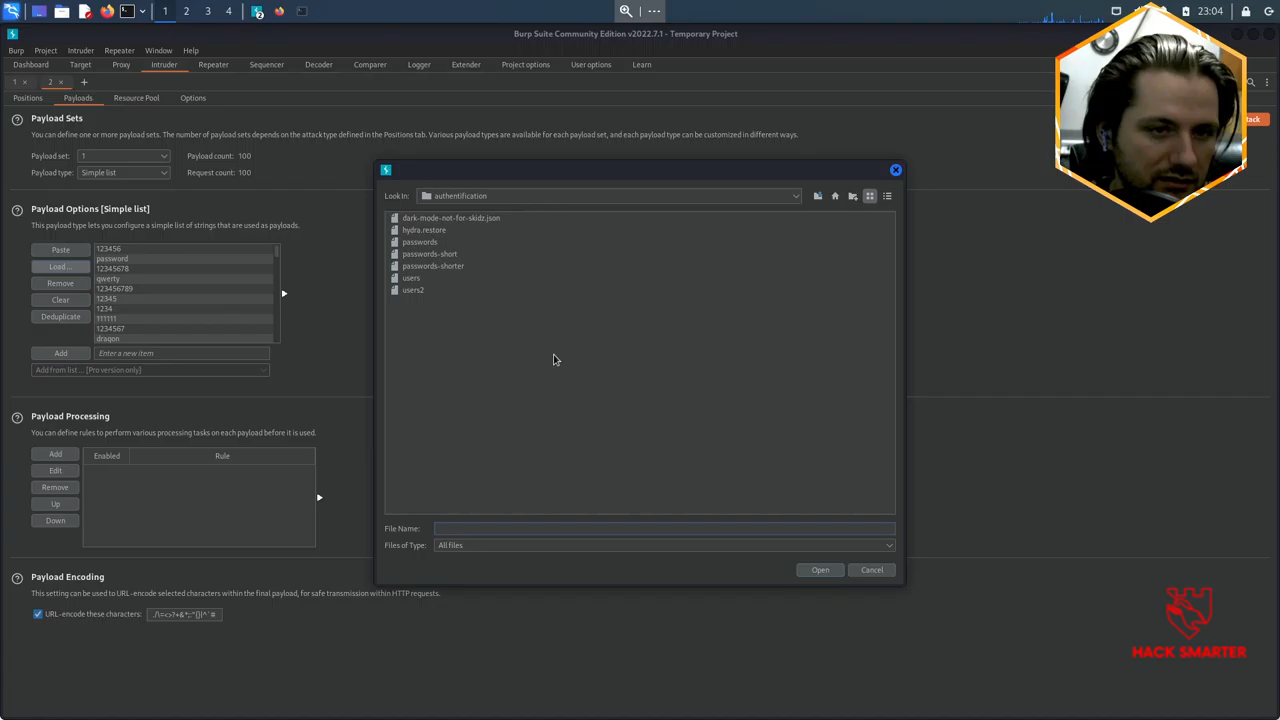 1 2 3 4
2
23:04
Burp Suite Community Edition v2022.7.1 - Temporary Project
Burp Project Intruder Repeater Window Help
Dashboard Target Proxy Intruder Repeater Sequencer Decoder Comparer Logger Extender Project options User options Learn
1 × 2 × +
Positions Payloads Resource Pool Options
Payload Sets
tack
You can define one or more payload sets. The number of payload sets depends on the attack type defined in the Positions tab. Various payload types are available for each payload set, and each payload type can be customized in different ways.
Payload set: 1 Payload count: 100
Payload type: Simple list Request count: 100
Payload Options [Simple list]
This payload type lets you configure a simple list of strings that are used as payloads.
Paste
Load ...
Remove
Clear
Deduplicate
123456
password
12345678
qwerty
123456789
12345
1234
111111
1234567
dragon
Add Enter a new item
Add from list ... [Pro version only]
Payload Processing
You can define rules to perform various processing tasks on each payload before it is used.
Add
Edit
Remove
Up
Down
Enabled Rule
Payload Encoding
This setting can be used to URL-encode selected characters within the final payload, for safe transmission within HTTP requests.
URL-encode these characters:
Look In: authentification
dark-mode-not-for-skidz.json
hydra.restore
passwords
passwords-short
passwords-shorter
users
users2
File Name:
Files of Type: All files
Open Cancel
HACK SMARTER